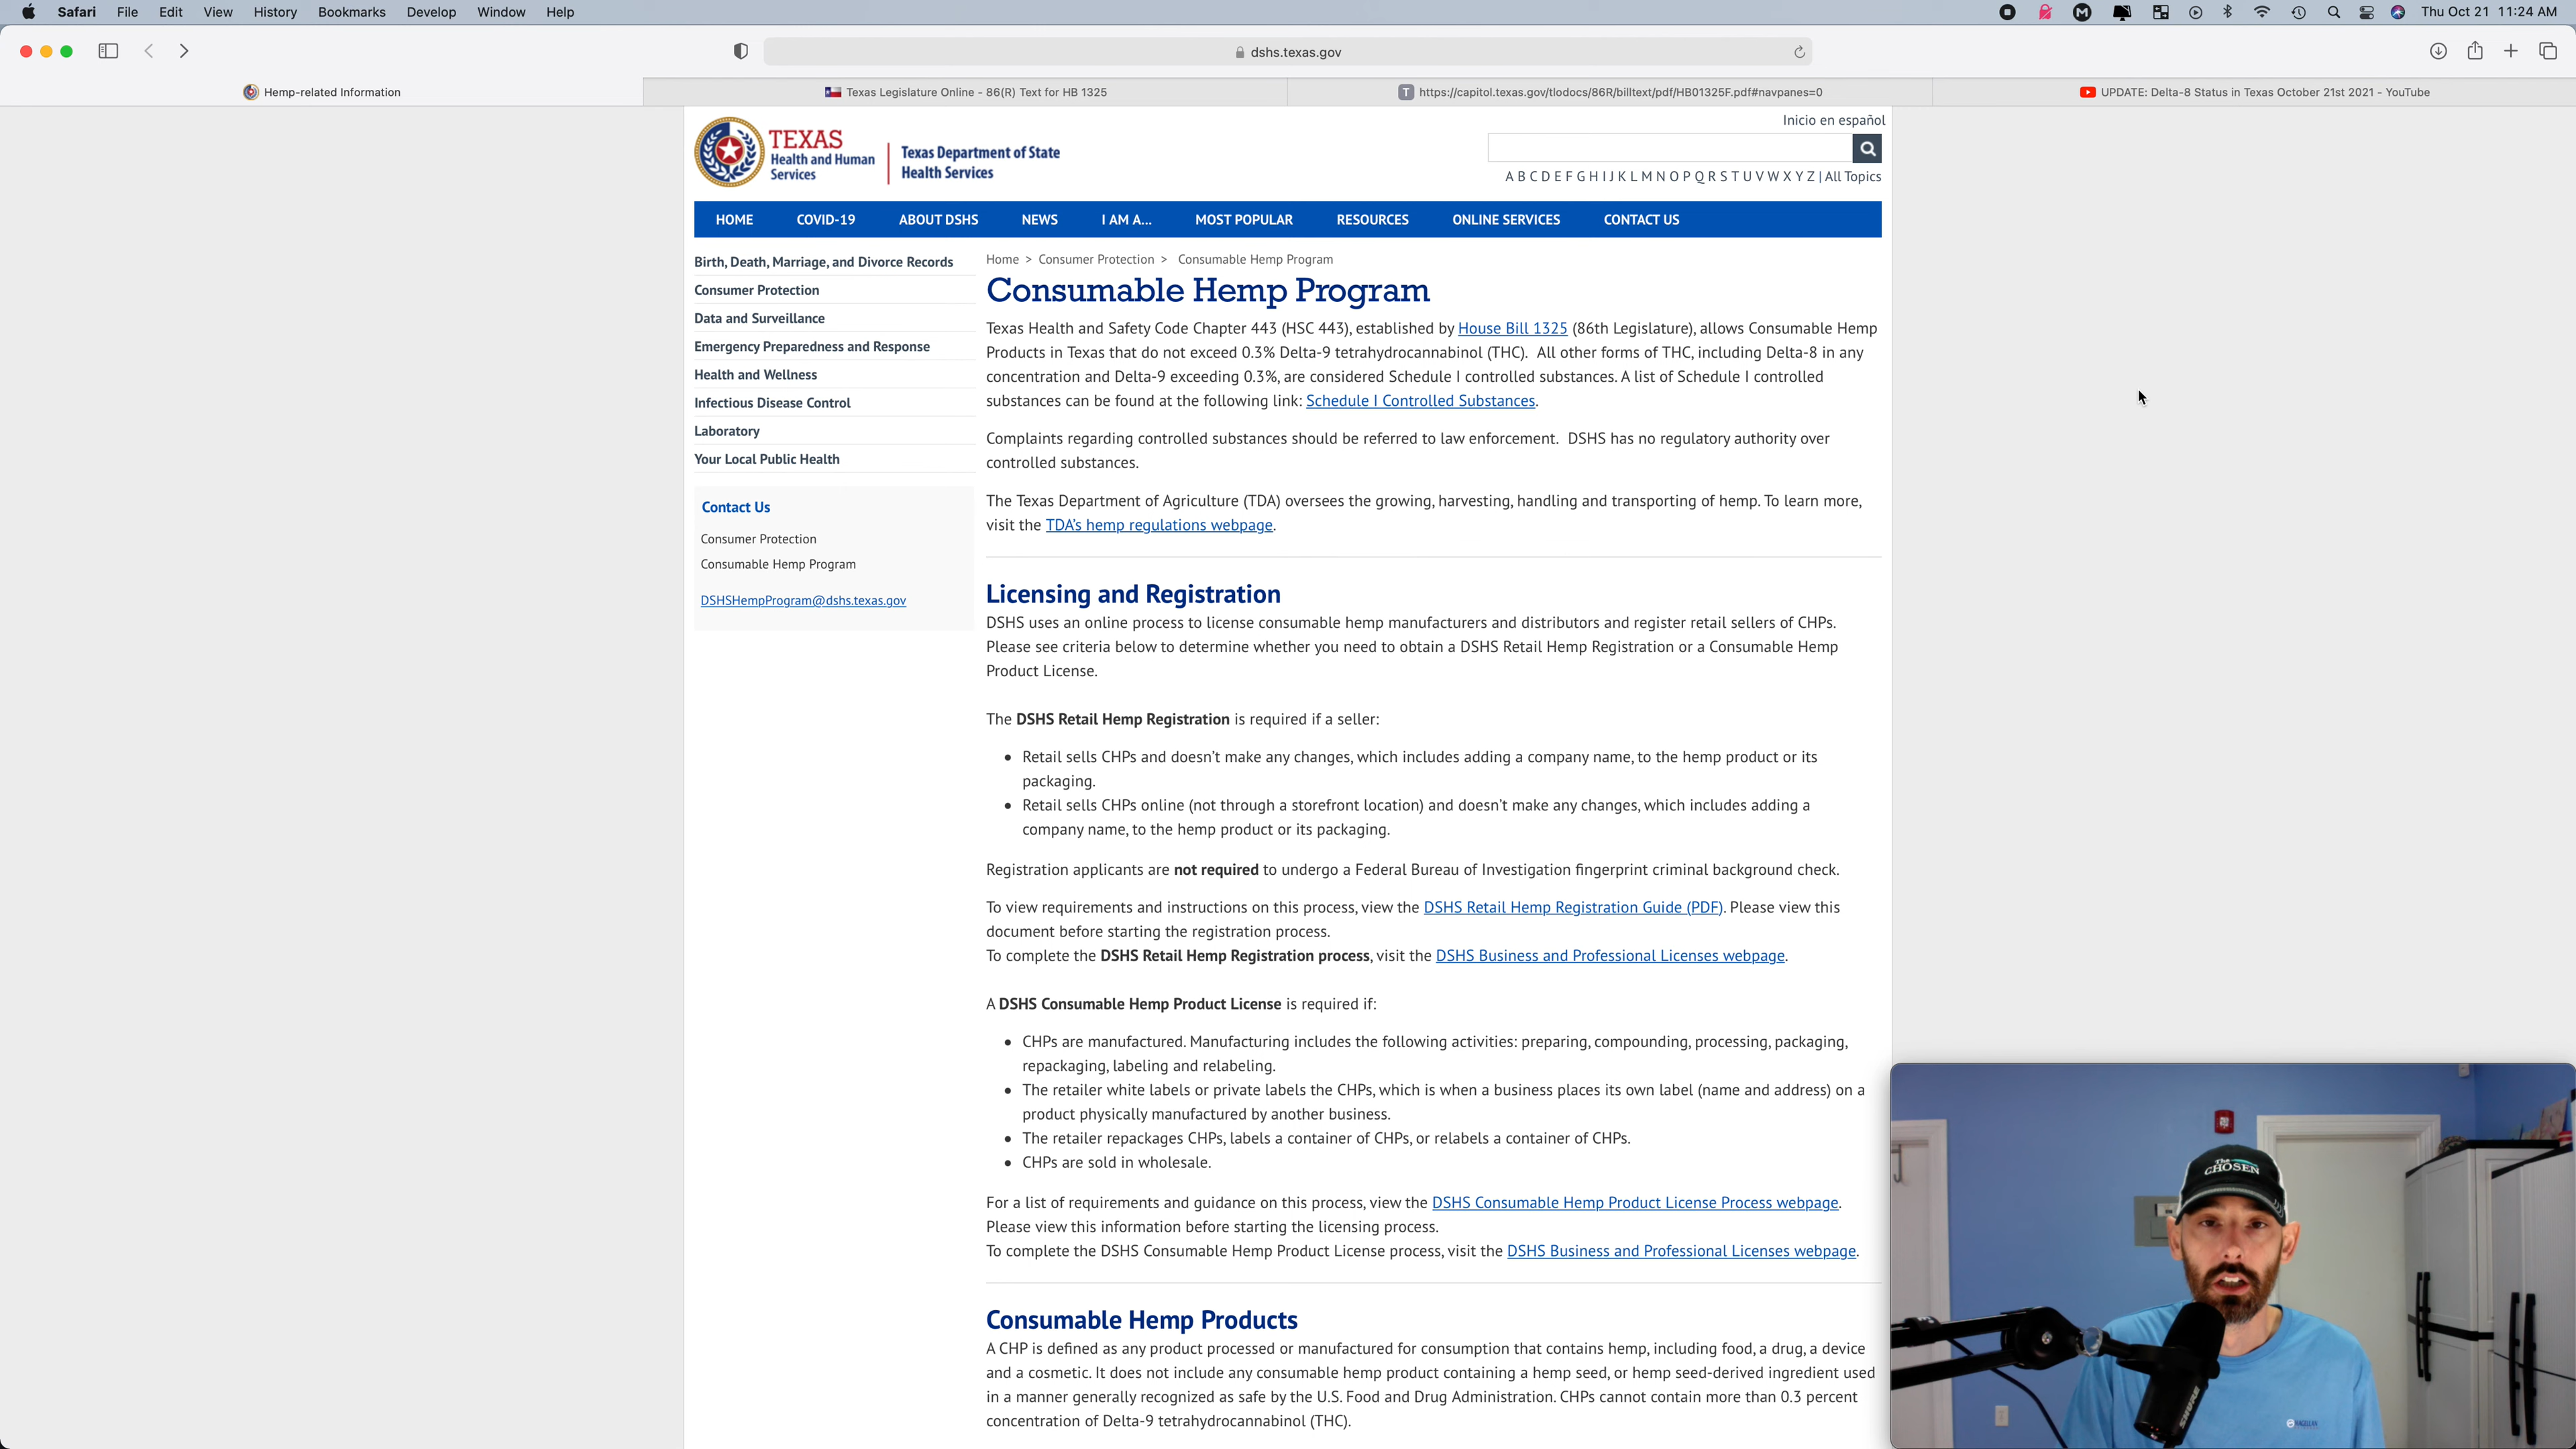 Safari File Edit View History Bookmarks Develop Window Help
Thu Oct 21 11:24 AM
dshs.texas.gov
Hemp-related Information
Texas Legislature Online - 86(R) Text for HB 1325
T https://capitol.texas.gov/tlodocs/86R/billtext/pdf/HB01325F.pdf#navpanes=0
UPDATE: Delta-8 Status in Texas October 21st 2021 - YouTube
Inicio en español
TEXAS
Health and Human
Services
Texas Department of State
Health Services
A B C D E F G H I J K L M N O P Q R S T U V W X Y Z | All Topics
HOME COVID-19 ABOUT DSHS NEWS I AM A... MOST POPULAR RESOURCES ONLINE SERVICES CONTACT US
Birth, Death, Marriage, and Divorce Records
Consumer Protection
Data and Surveillance
Emergency Preparedness and Response
Health and Wellness
Infectious Disease Control
Laboratory
Your Local Public Health
Contact Us
Consumer Protection
Consumable Hemp Program
DSHSHempProgram@dshs.texas.gov
Home > Consumer Protection > Consumable Hemp Program
Consumable Hemp Program
Texas Health and Safety Code Chapter 443 (HSC 443), established by House Bill 1325 (86th Legislature), allows Consumable Hemp
Products in Texas that do not exceed 0.3% Delta-9 tetrahydrocannabinol (THC). All other forms of THC, including Delta-8 in any
concentration and Delta-9 exceeding 0.3%, are considered Schedule I controlled substances. A list of Schedule I controlled
substances can be found at the following link: Schedule I Controlled Substances.
Complaints regarding controlled substances should be referred to law enforcement. DSHS has no regulatory authority over
controlled substances.
The Texas Department of Agriculture (TDA) oversees the growing, harvesting, handling and transporting of hemp. To learn more,
visit the TDA's hemp regulations webpage.
Licensing and Registration
DSHS uses an online process to license consumable hemp manufacturers and distributors and register retail sellers of CHPs.
Please see criteria below to determine whether you need to obtain a DSHS Retail Hemp Registration or a Consumable Hemp
Product License.
The DSHS Retail Hemp Registration is required if a seller:
• Retail sells CHPs and doesn't make any changes, which includes adding a company name, to the hemp product or its
packaging.
• Retail sells CHPs online (not through a storefront location) and doesn't make any changes, which includes adding a
company name, to the hemp product or its packaging.
Registration applicants are not required to undergo a Federal Bureau of Investigation fingerprint criminal background check.
To view requirements and instructions on this process, view the DSHS Retail Hemp Registration Guide (PDF). Please view this
document before starting the registration process.
To complete the DSHS Retail Hemp Registration process, visit the DSHS Business and Professional Licenses webpage.
A DSHS Consumable Hemp Product License is required if:
• CHPs are manufactured. Manufacturing includes the following activities: preparing, compounding, processing, packaging,
repackaging, labeling and relabeling.
• The retailer white labels or private labels the CHPs, which is when a business places its own label (name and address) on a
product physically manufactured by another business.
• The retailer repackages CHPs, labels a container of CHPs, or relabels a container of CHPs.
• CHPs are sold in wholesale.
For a list of requirements and guidance on this process, view the DSHS Consumable Hemp Product License Process webpage.
Please view this information before starting the licensing process.
To complete the DSHS Consumable Hemp Product License process, visit the DSHS Business and Professional Licenses webpage.
Consumable Hemp Products
A CHP is defined as any product processed or manufactured for consumption that contains hemp, including food, a drug, a device
and a cosmetic. It does not include any consumable hemp product containing a hemp seed, or hemp seed-derived ingredient used
in a manner generally recognized as safe by the U.S. Food and Drug Administration. CHPs cannot contain more than 0.3 percent
concentration of Delta-9 tetrahydrocannabinol (THC).
The
CHOSEN
SHURE
MAGELLAN